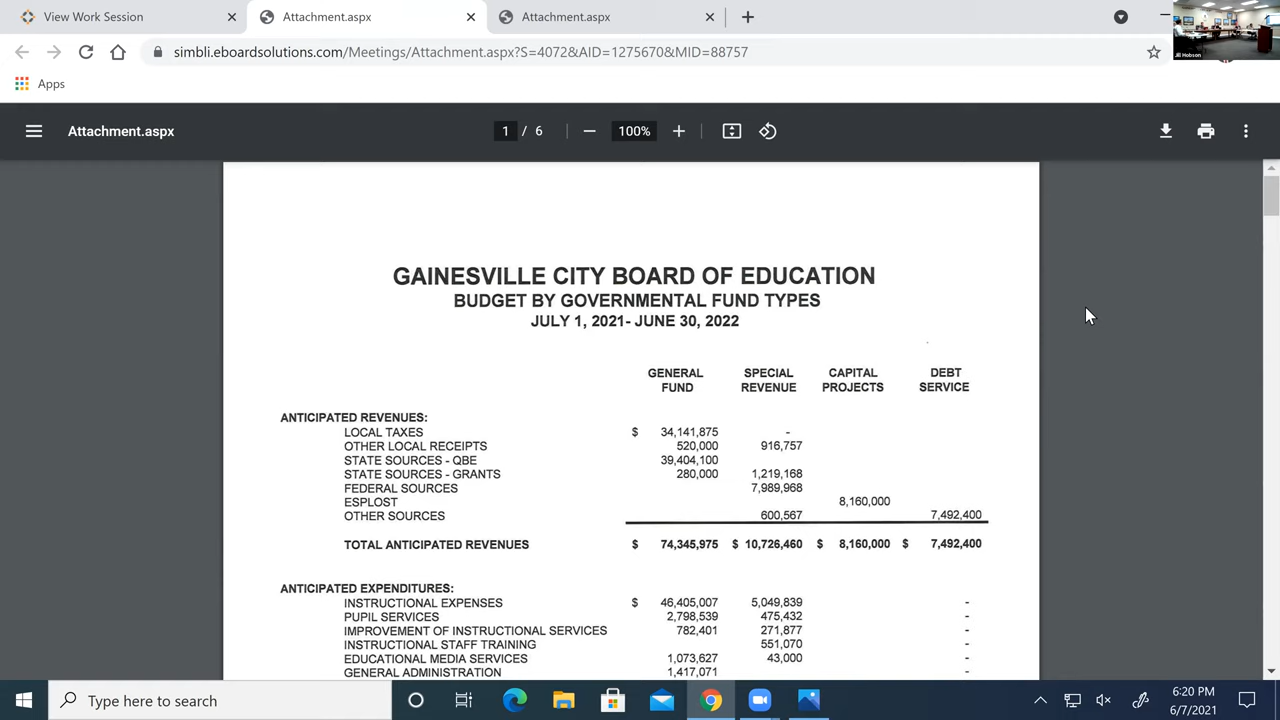 View Work Session
Attachment.aspx
Attachment.aspx
simbli.eboardsolutions.com/Meetings/Attachment.aspx?S=4072&AID=1275670&MID=88757
Jill Hobson
Apps
Attachment.aspx
1 / 6
100%
GAINESVILLE CITY BOARD OF EDUCATION
BUDGET BY GOVERNMENTAL FUND TYPES
JULY 1, 2021- JUNE 30, 2022
GENERAL SPECIAL CAPITAL DEBT
FUND REVENUE PROJECTS SERVICE
ANTICIPATED REVENUES:
LOCAL TAXES $ 34,141,875 -
OTHER LOCAL RECEIPTS 520,000 916,757
STATE SOURCES - QBE 39,404,100
STATE SOURCES - GRANTS 280,000 1,219,168
FEDERAL SOURCES 7,989,968
ESPLOST 8,160,000
OTHER SOURCES 600,567 7,492,400
TOTAL ANTICIPATED REVENUES $ 74,345,975 $ 10,726,460 $ 8,160,000 $ 7,492,400
ANTICIPATED EXPENDITURES:
INSTRUCTIONAL EXPENSES $ 46,405,007 5,049,839 -
PUPIL SERVICES 2,798,539 475,432 -
IMPROVEMENT OF INSTRUCTIONAL SERVICES 782,401 271,877 -
INSTRUCTIONAL STAFF TRAINING 551,070 -
EDUCATIONAL MEDIA SERVICES 1,073,627 43,000 -
GENERAL ADMINISTRATION 1,417,071 -
Type here to search
6:20 PM
6/7/2021